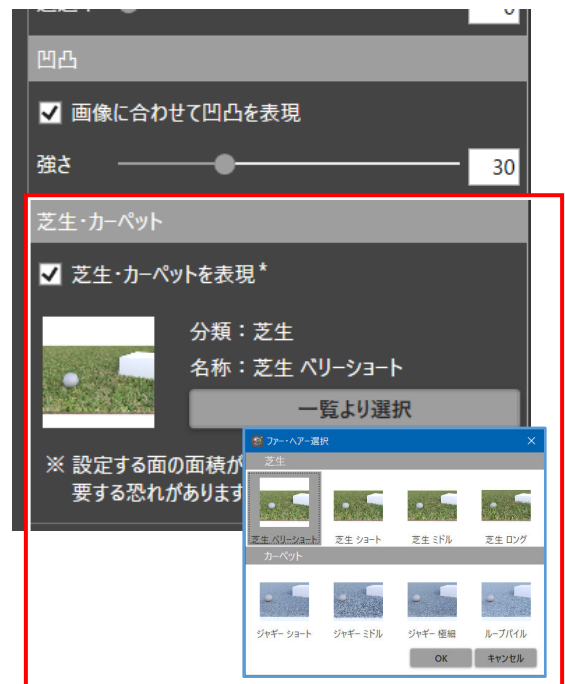 0
凹凸
画像に合わせて凹凸を表現
強さ 30
芝生・カーペット
芝生・カーペットを表現*
分類：芝生
名称：芝生 ベリーショート
一覧より選択
※ 設定する面の面積が
要する恐れがあります
ファー・ヘアー選択
芝生
芝生 ベリーショート 芝生 ショート 芝生 ミドル 芝生 ロング
カーペット
ジャギー ショート ジャギー ミドル ジャギー 極細 ループパイル
OK キャンセル